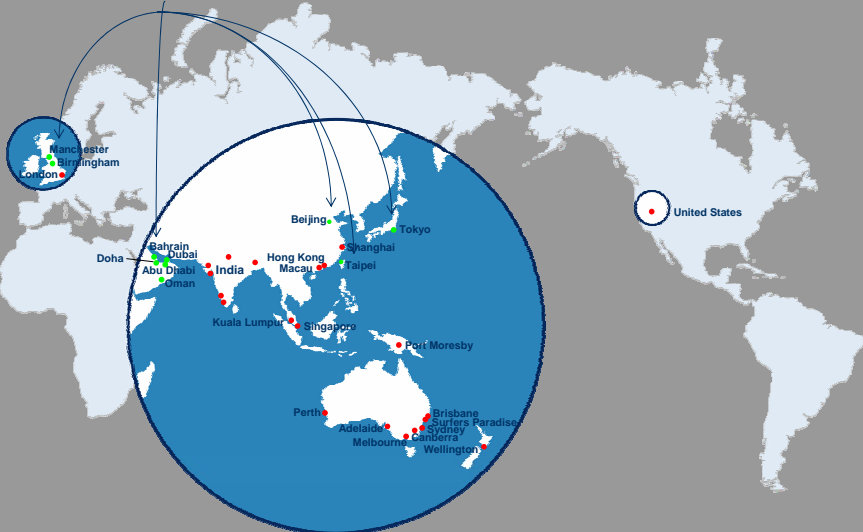 Manchester
Birmingham
London
United States
Beijing
Tokyo
Bahrain
Shanghai
Doha
Dubai
Hong Kong
Abu Dhabi
India
Macau
Taipei
Oman
Kuala Lumpur
Singapore
Port Moresby
Perth
Brisbane
Surfers Paradise
Adelaide
Sydney
Melbourne
Canberra
Wellington